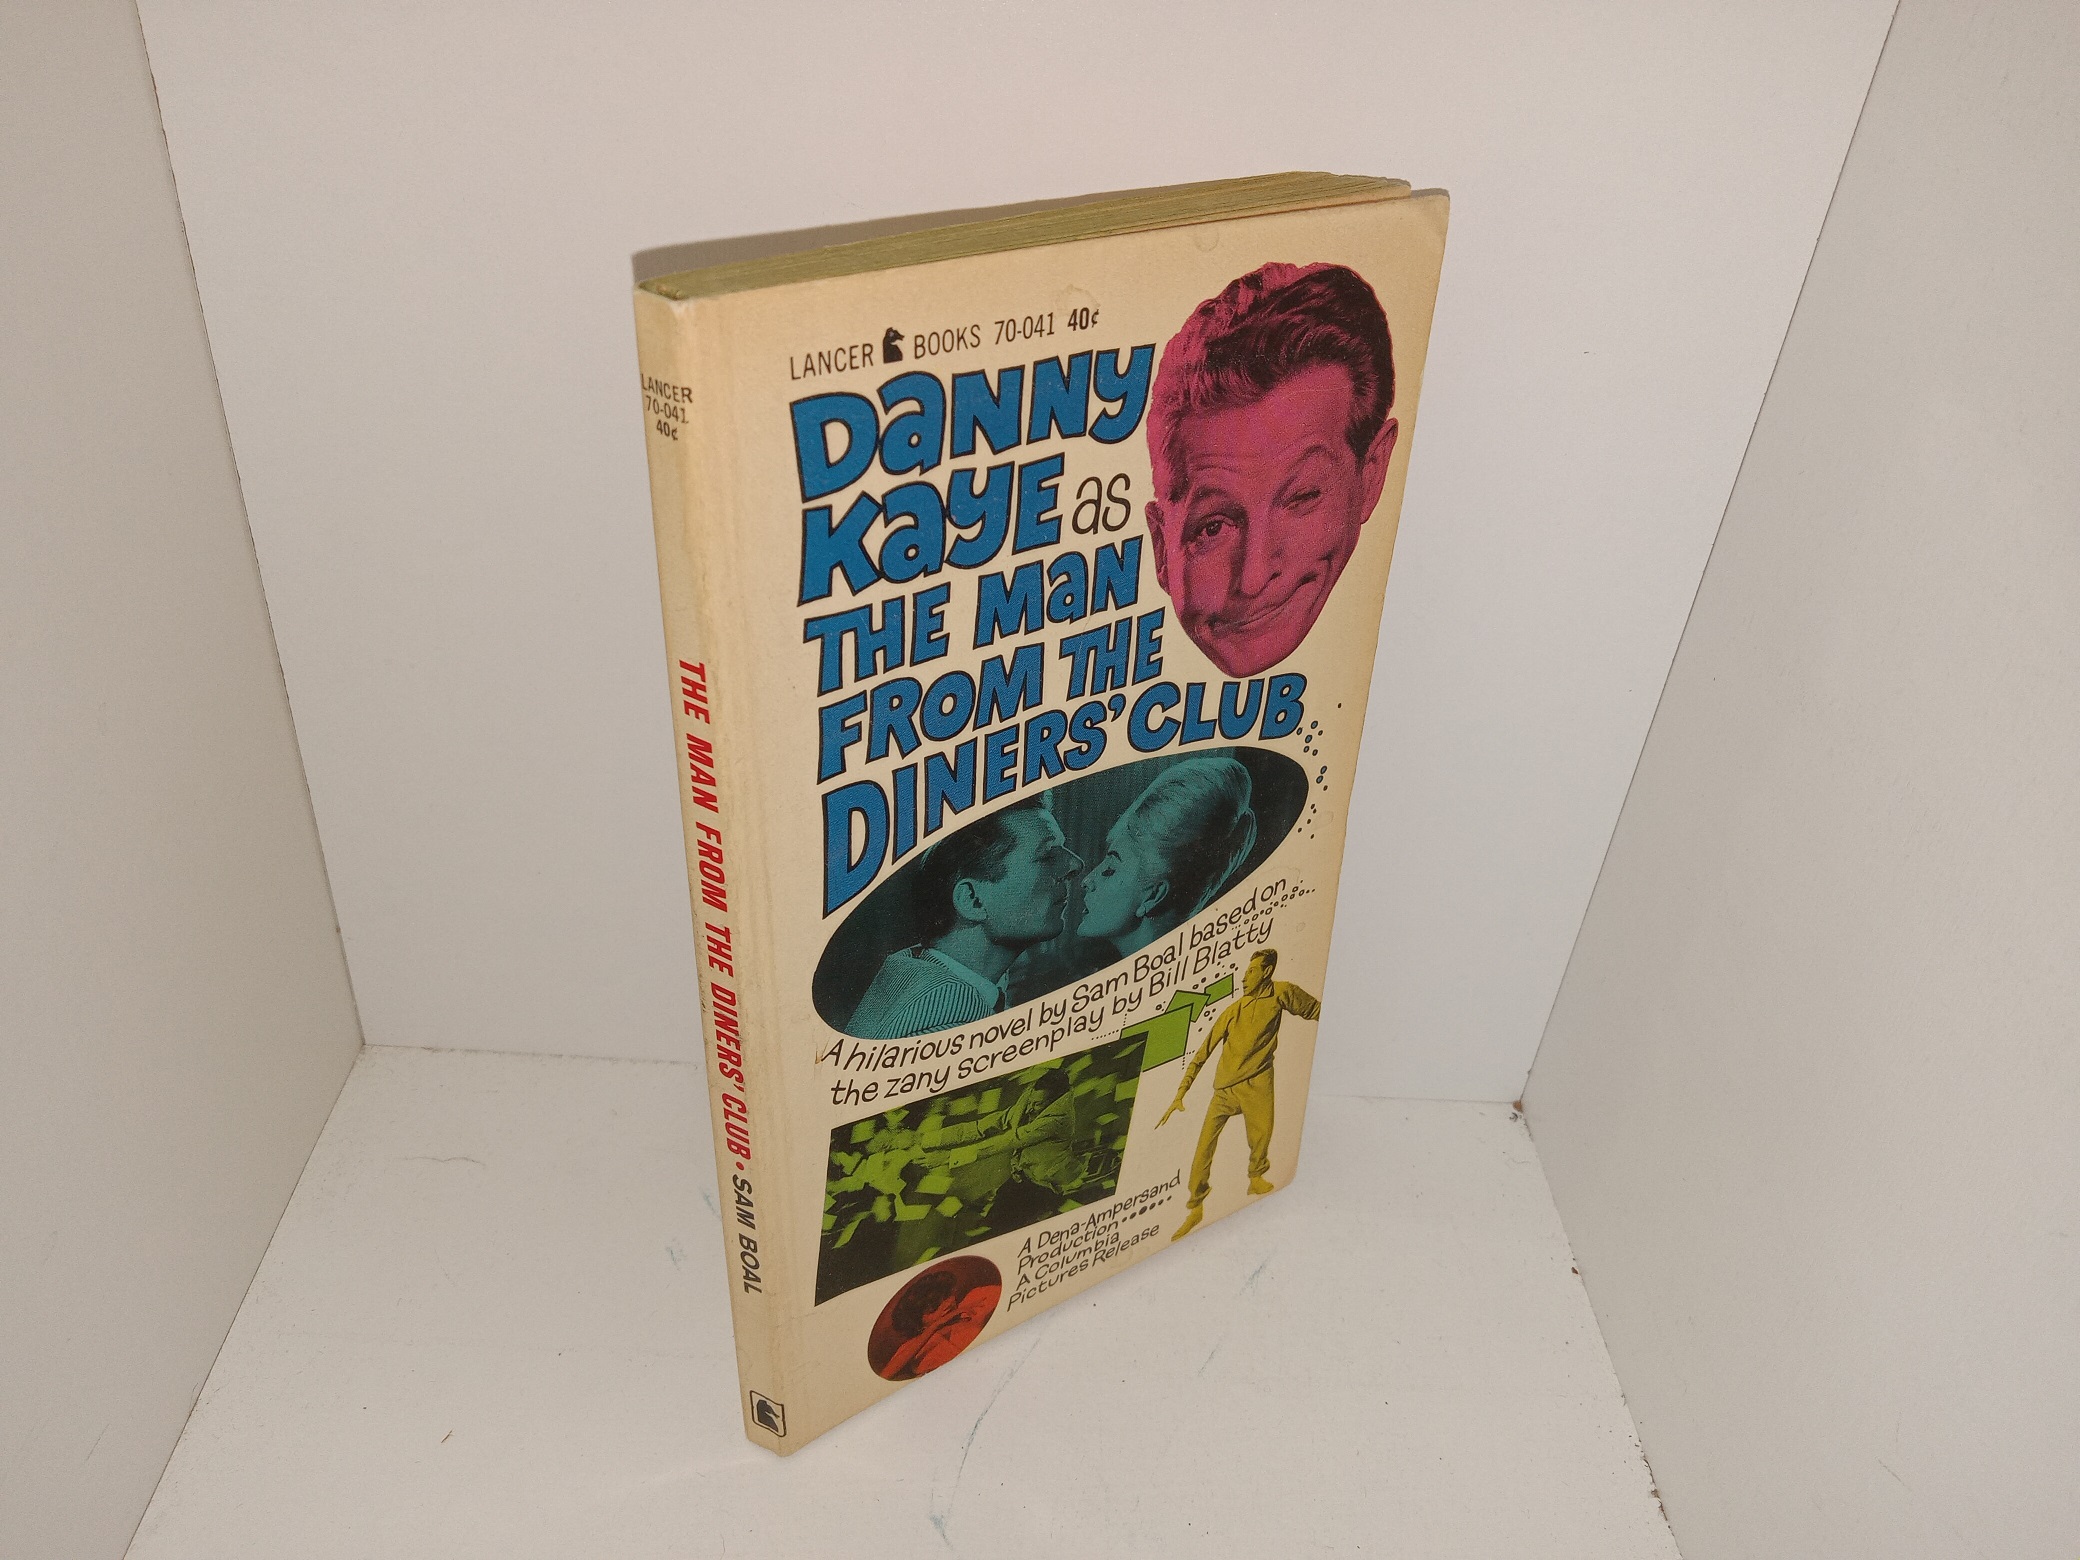 LANCER BOOKS 70-041 40¢
DANNY
KAYE as
THE MAN
FROM THE
DINERS' CLUB
A hilarious novel by Sam Boal based on
the zany screenplay by Bill Blatty
A Dena-Ampersand
Production
A Columbia
Pictures Release
LANCER
70-041
40¢
THE MAN FROM THE DINERS' CLUB • SAM BOAL